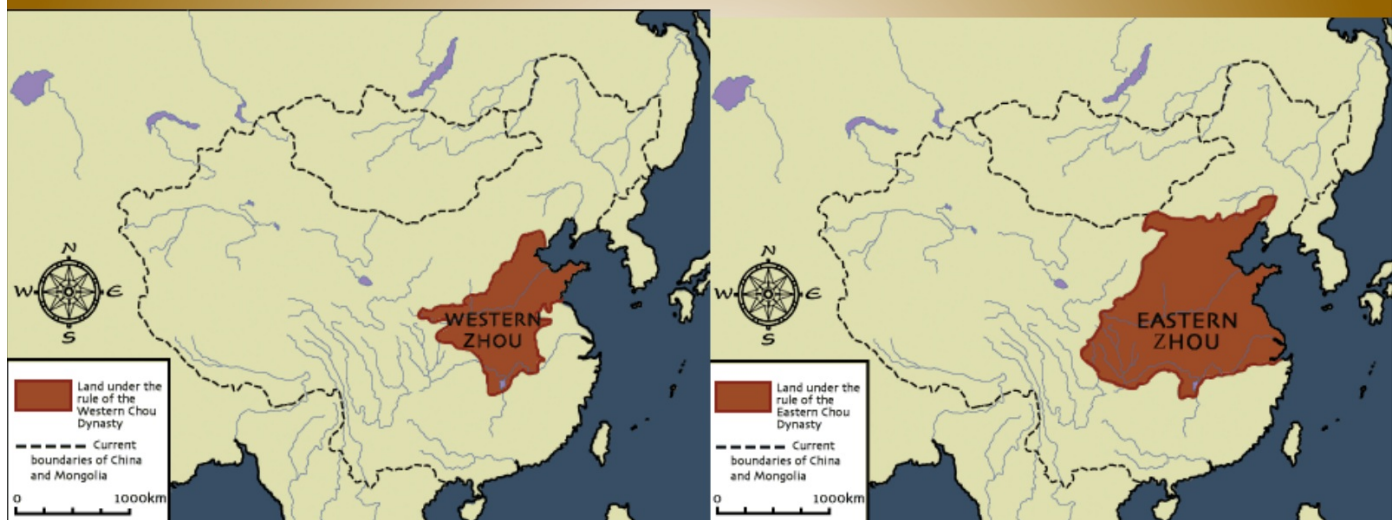 N
W E
S
WESTERN
ZHOU
Land under the
rule of the
Western Chou
Dynasty
Current
boundaries of China
and Mongolia
0 1000km
N
W E
S
EASTERN
ZHOU
Land under the
rule of the
Eastern Chou
Dynasty
Current
boundaries of China
and Mongolia
0 1000km